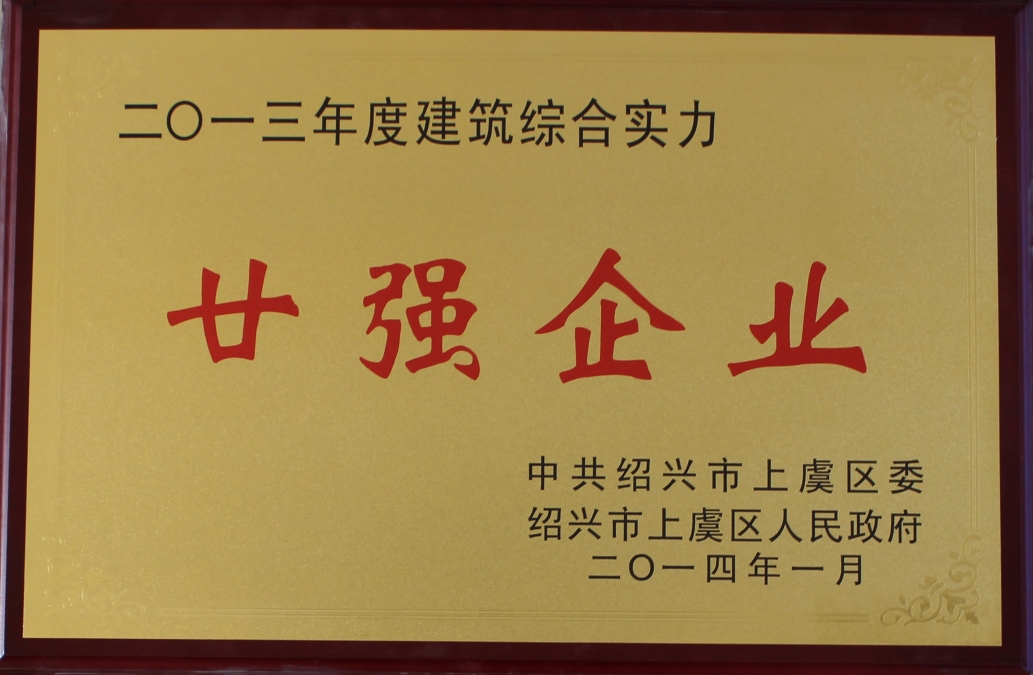 二〇一三年度建筑综合实力
廿强企业
中共绍兴市上虞区委
绍兴市上虞区人民政府
二〇一四年一月